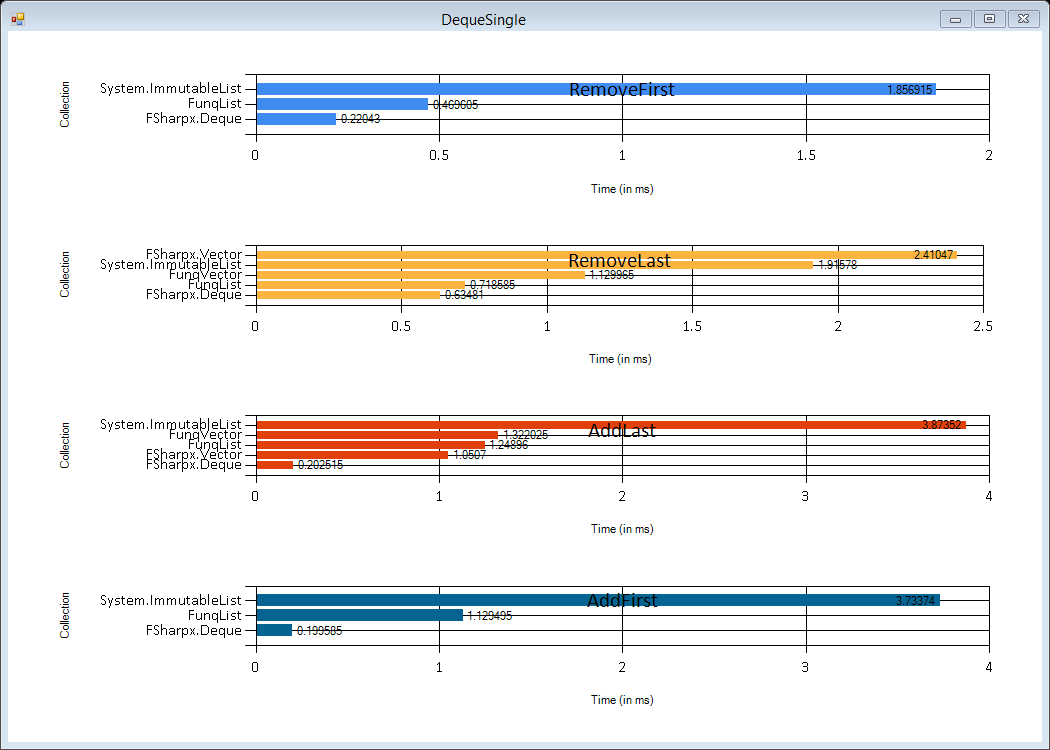 DequeSingle
RemoveFirst
Collection
System.ImmutableList 1.856915
FunqList 0.469605
FSharpx.Deque 0.22043
0 0.5 1 1.5 2
Time (in ms)
RemoveLast
Collection
FSharpx.Vector 2.41047
System.ImmutableList 1.91578
FunqVector 1.129965
FunqList 0.718585
FSharpx.Deque 0.63481
0 0.5 1 1.5 2 2.5
Time (in ms)
AddLast
Collection
System.ImmutableList 3.87352
FunqVector 1.322025
FunqList 1.24896
FSharpx.Vector 1.0507
FSharpx.Deque 0.202515
0 1 2 3 4
Time (in ms)
AddFirst
Collection
System.ImmutableList 3.73374
FunqList 1.129495
FSharpx.Deque 0.199585
0 1 2 3 4
Time (in ms)